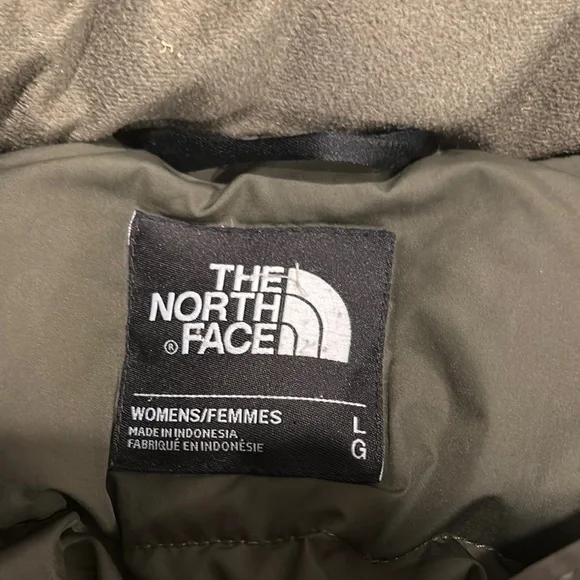 THE
NORTH
® FACE
WOMENS/FEMMES
MADE IN INDONESIA
FABRIQUÉ EN INDONÉSIE
L
G